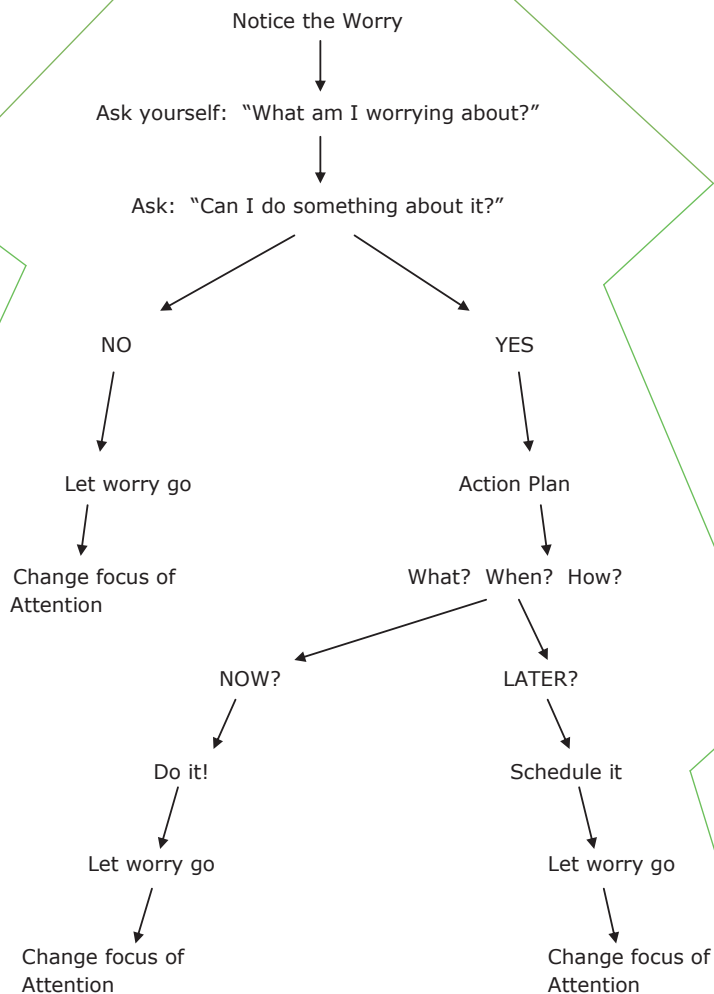 Notice the Worry
Ask yourself:  “What am I worrying about?”
Ask:  “Can I do something about it?”
NO
YES
Let worry go
Action Plan
Change focus of
Attention
What?  When?  How?
NOW?
LATER?
Do it!
Schedule it
Let worry go
Let worry go
Change focus of
Attention
Change focus of
Attention